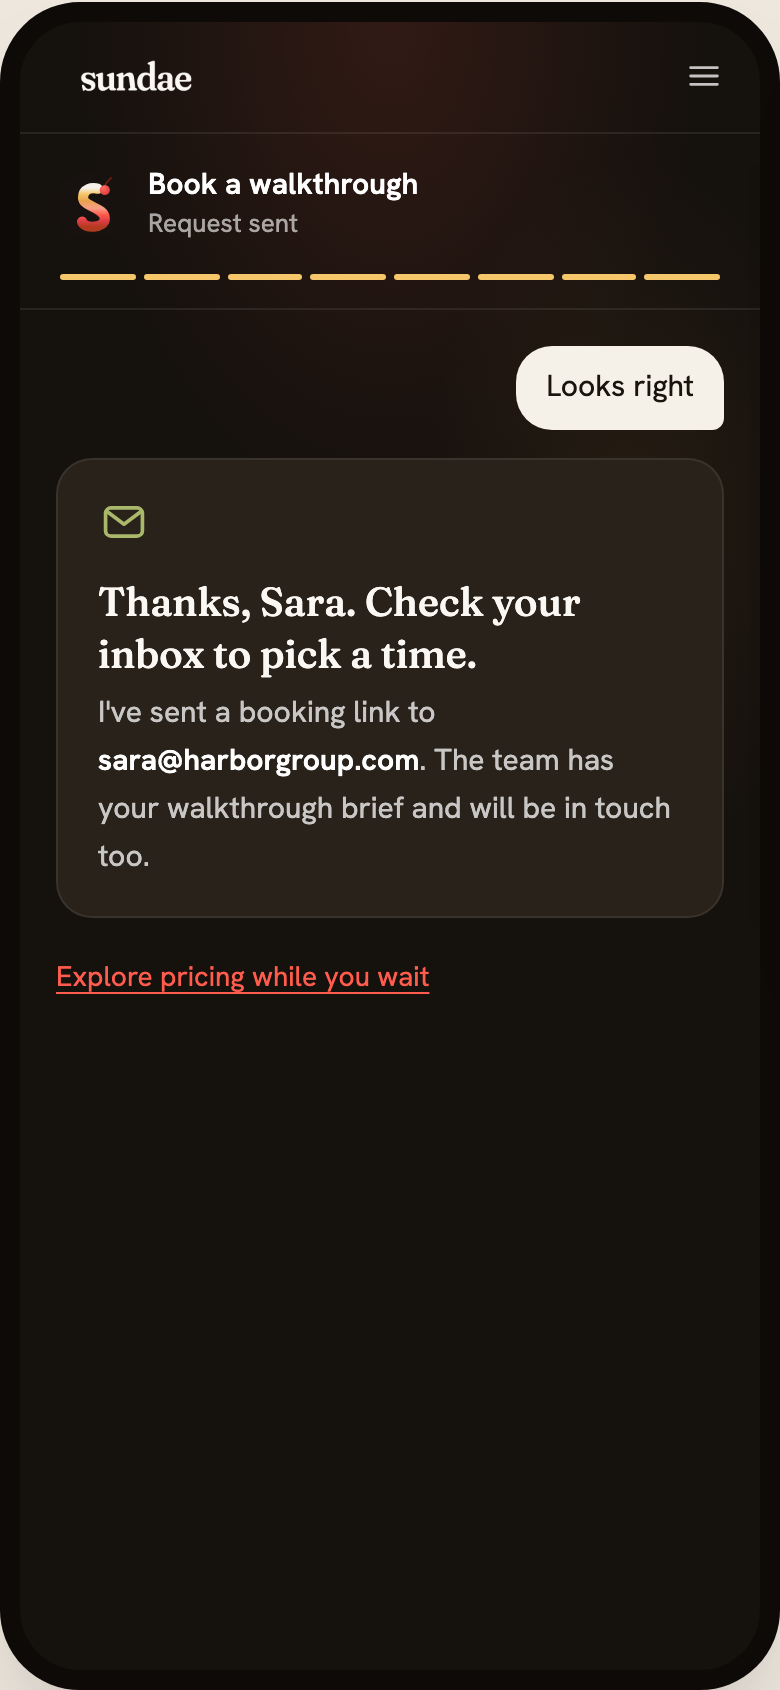 sundae
Book a walkthrough
Request sent
Looks right
Thanks, Sara. Check your
inbox to pick a time.
I've sent a booking link to
sara@harborgroup.com. The team has
your walkthrough brief and will be in touch
too.
Explore pricing while you wait